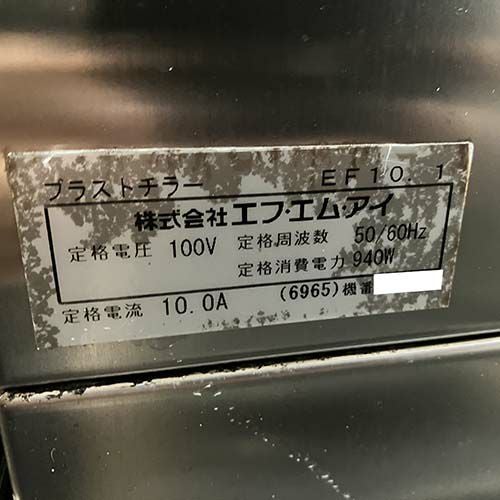 ブラストチラー EF10.1
株式会社エフ・エム・アイ
定格電圧 100V 定格周波数 50/60Hz
定格消費電力 940W
定格電流 10.0A (6965)機番